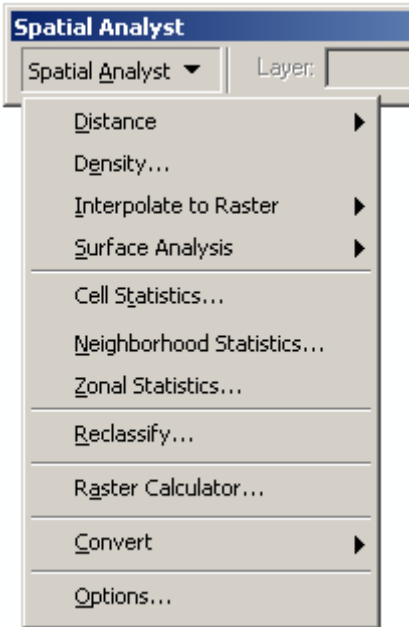 Spatial Analyst
Spatial Analyst Layer:
Distance
Density...
Interpolate to Raster
Surface Analysis
Cell Statistics...
Neighborhood Statistics...
Zonal Statistics...
Reclassify...
Raster Calculator...
Convert
Options...